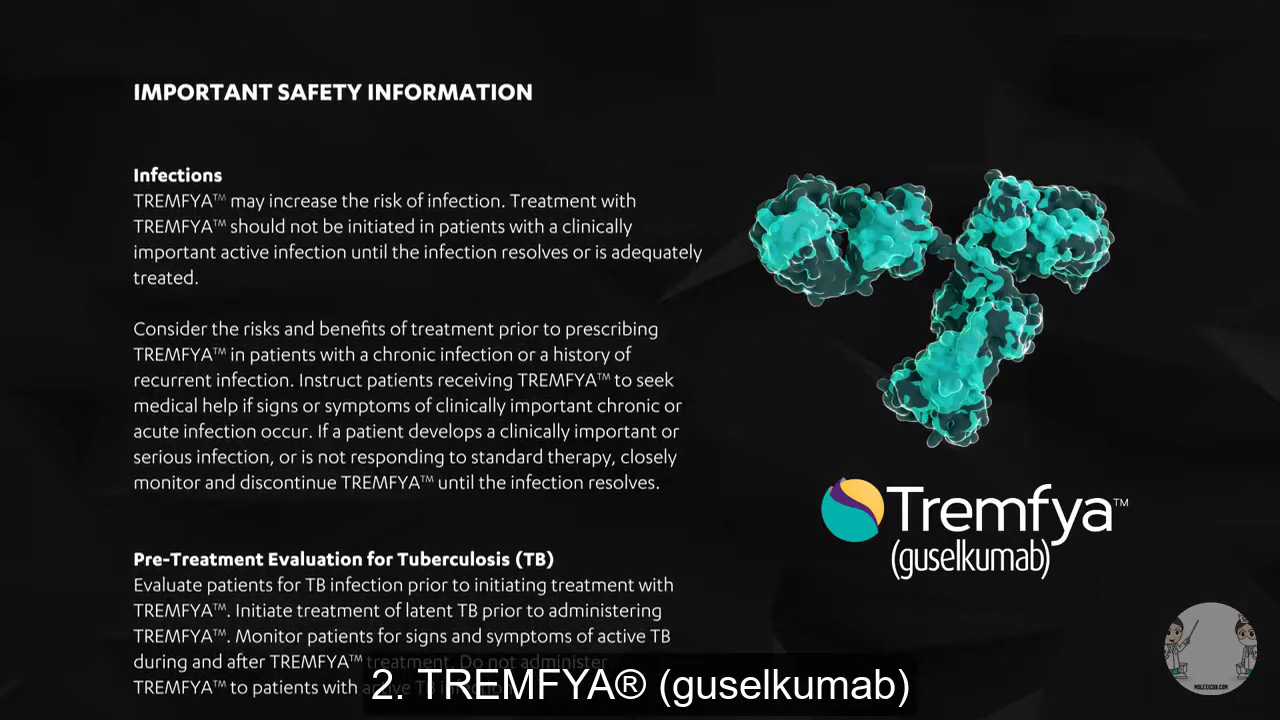 IMPORTANT SAFETY INFORMATION
Infections
TREMFYA™ may increase the risk of infection. Treatment with
TREMFYA™ should not be initiated in patients with a clinically
important active infection until the infection resolves or is adequately
treated.
Consider the risks and benefits of treatment prior to prescribing
TREMFYA™ in patients with a chronic infection or a history of
recurrent infection. Instruct patients receiving TREMFYA™ to seek
medical help if signs or symptoms of clinically important chronic or
acute infection occur. If a patient develops a clinically important or
serious infection, or is not responding to standard therapy, closely
monitor and discontinue TREMFYA™ until the infection resolves.
Pre-Treatment Evaluation for Tuberculosis (TB)
Evaluate patients for TB infection prior to initiating treatment with
TREMFYA™. Initiate treatment of latent TB prior to administering
TREMFYA™. Monitor patients for signs and symptoms of active TB
during and after TREMFYA™ treatment. Do not administer
TREMFYA™ to patients with active TB
Tremfya™
(guselkumab)
MOLEXICON.COM
2. TREMFYA® (guselkumab)